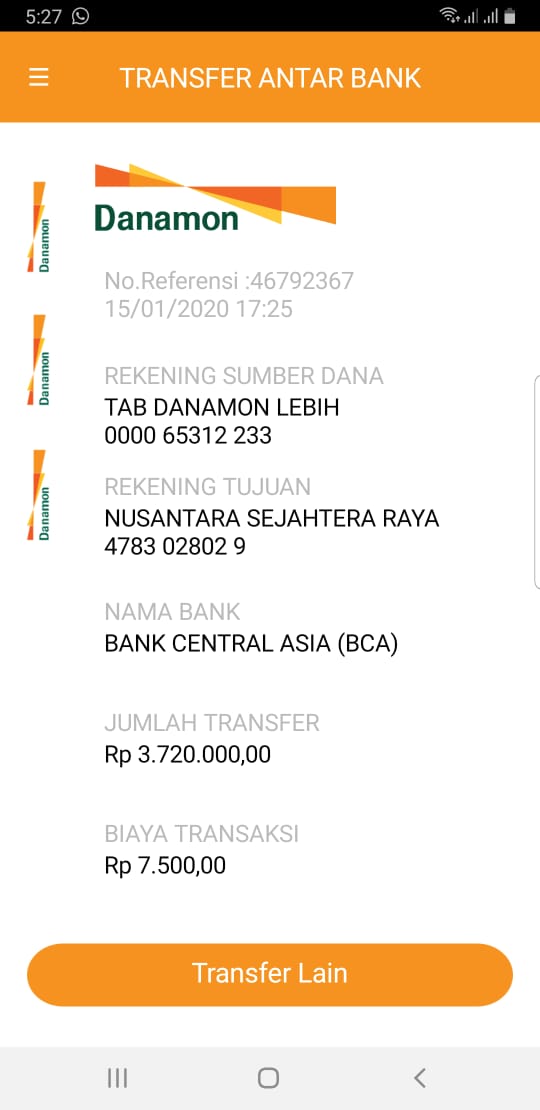 5:27
TRANSFER ANTAR BANK
Danamon
Danamon
Danamon
Danamon
No.Referensi :46792367
15/01/2020 17:25
REKENING SUMBER DANA
TAB DANAMON LEBIH
0000 65312 233
REKENING TUJUAN
NUSANTARA SEJAHTERA RAYA
4783 02802 9
NAMA BANK
BANK CENTRAL ASIA (BCA)
JUMLAH TRANSFER
Rp 3.720.000,00
BIAYA TRANSAKSI
Rp 7.500,00
Transfer Lain